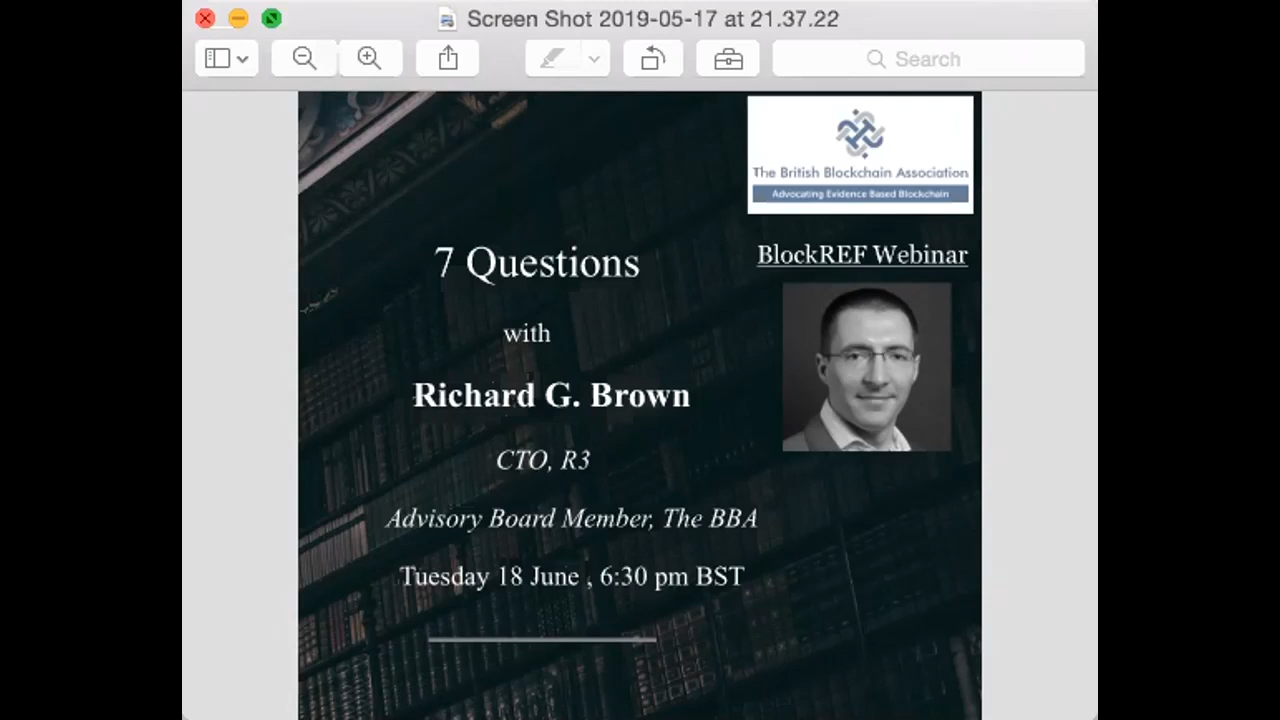 Screen Shot 2019-05-17 at 21.37.22
Search
The British Blockchain Association
Advocating Evidence Based Blockchain
BlockREF Webinar
7 Questions
with
Richard G. Brown
CTO, R3
Advisory Board Member, The BBA
Tuesday 18 June , 6:30 pm BST